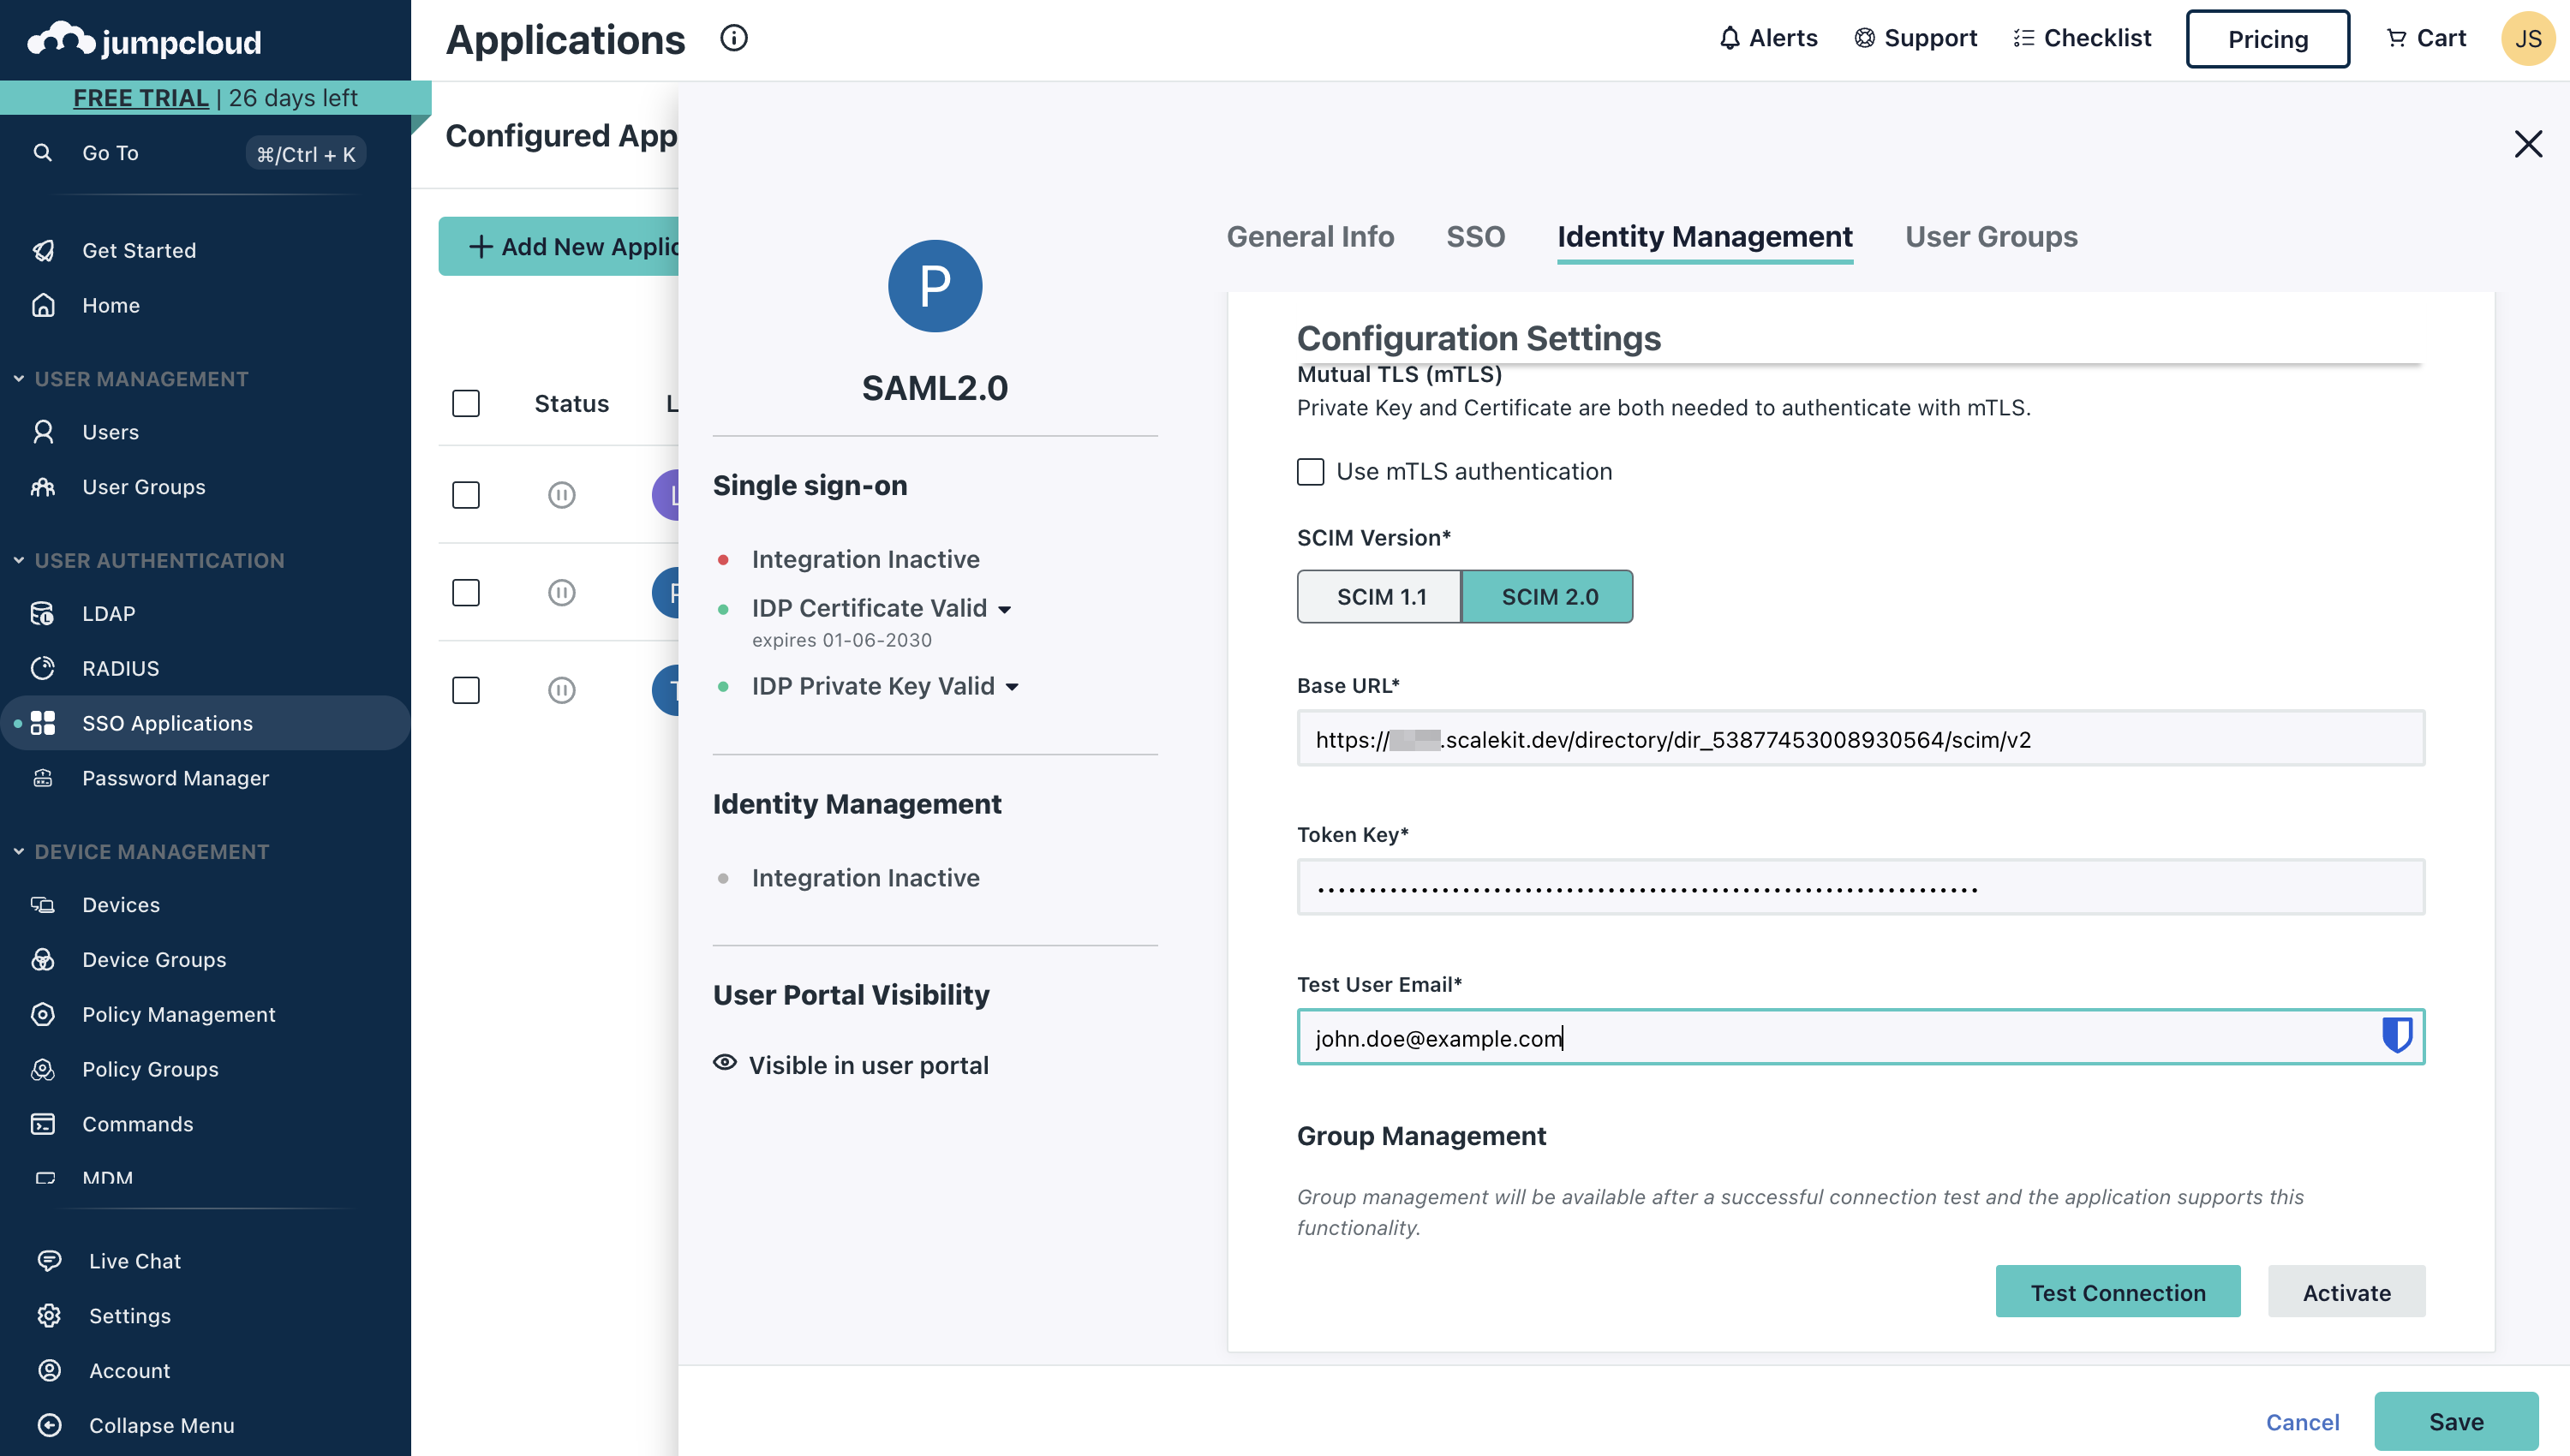 jumpcloud
FREE TRIAL | 26 days left
Go To
⌘/Ctrl + K
Get Started
Home
USER MANAGEMENT
Users
User Groups
USER AUTHENTICATION
LDAP
RADIUS
SSO Applications
Password Manager
DEVICE MANAGEMENT
Devices
Device Groups
Policy Management
Policy Groups
Commands
MDM
Live Chat
Settings
Account
Collapse Menu
Applications
Alerts
Support
Checklist
Pricing
Cart
JS
Configured App
+ Add New Applic
Status
L
L
P
T
P
SAML2.0
Single sign-on
Integration Inactive
IDP Certificate Valid
expires 01-06-2030
IDP Private Key Valid
Identity Management
Integration Inactive
User Portal Visibility
Visible in user portal
General Info
SSO
Identity Management
User Groups
Configuration Settings
Mutual TLS (mTLS)
Private Key and Certificate are both needed to authenticate with mTLS.
Use mTLS authentication
SCIM Version*
SCIM 1.1
SCIM 2.0
Base URL*
https://.scalekit.dev/directory/dir_53877453008930564/scim/v2
Token Key*
Test User Email*
john.doe@example.com
Group Management
Group management will be available after a successful connection test and the application supports this
functionality.
Test Connection
Activate
Cancel
Save